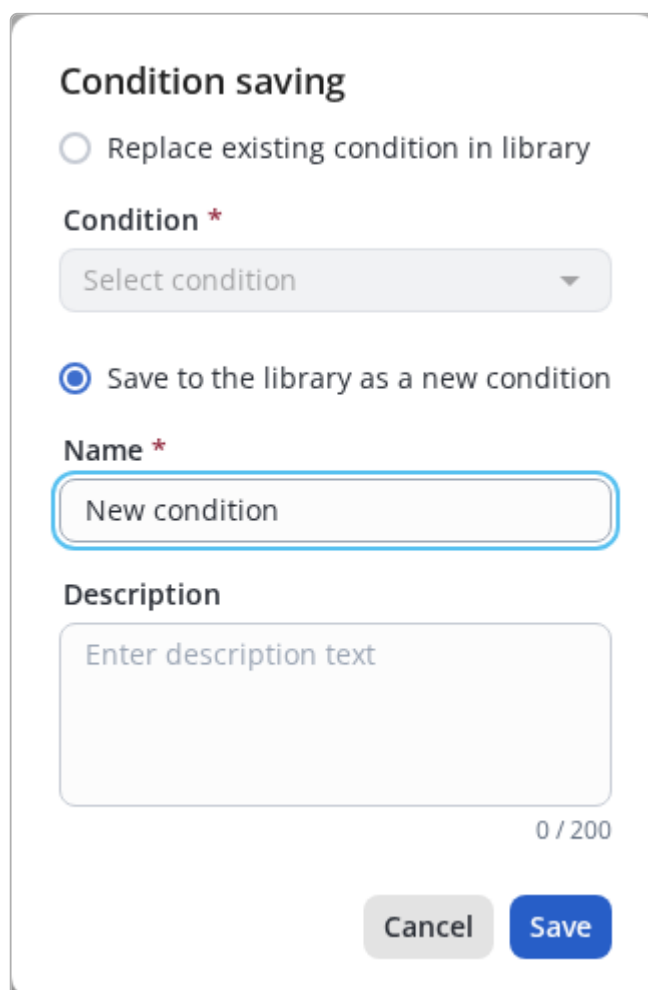 Condition saving
Replace existing condition in library
Condition *
Select condition
Save to the library as a new condition
Name *
New condition
Description
Enter description text
0 / 200
Cancel Save